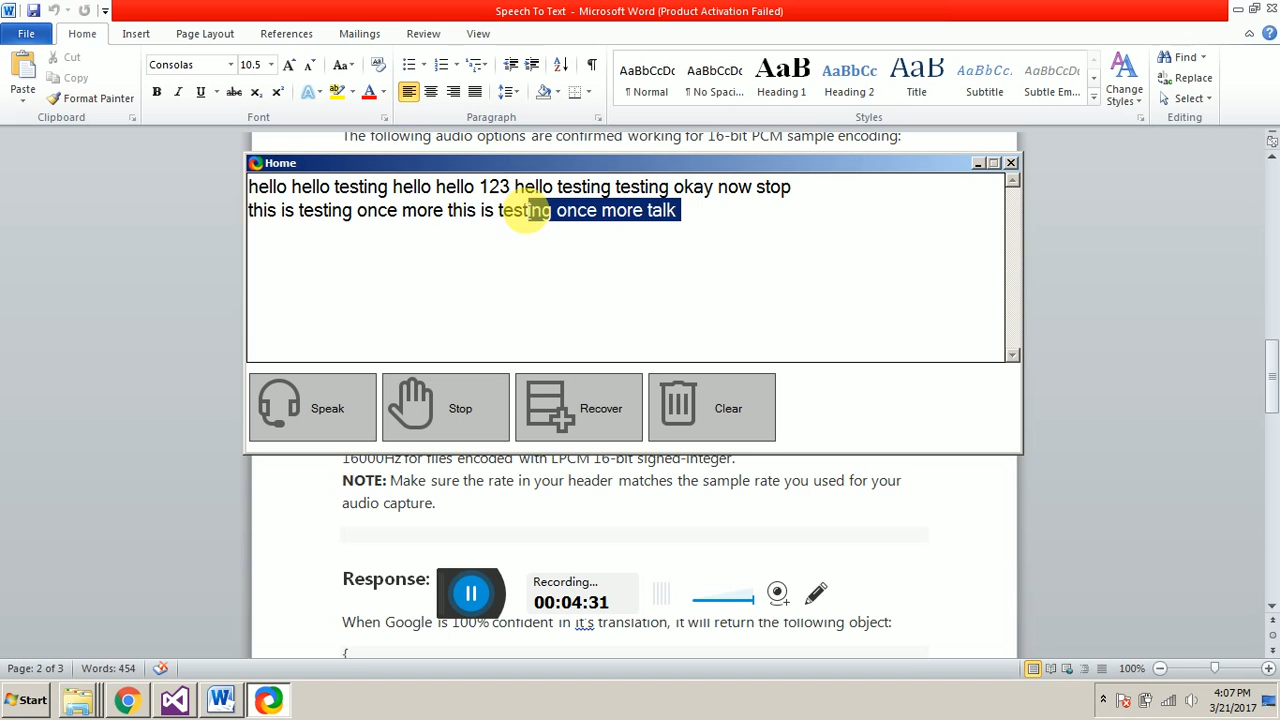 Speech To Text - Microsoft Word (Product Activation Failed)
File Home Insert Page Layout References Mailings Review View
Paste Cut Copy Format Painter
Consolas 10.5
AaBbCcDc AaBbCcDc AaB AaBbCc AaB AaBbCc. AaBbCcDc
¶ Normal ¶ No Spaci... Heading 1 Heading 2 Title Subtitle Subtle Em...
Change Styles
Find
Replace
Select
Clipboard Font Paragraph Styles Editing
The following audio options are confirmed working for 16-bit PCM sample encoding:
Home
hello hello testing hello hello 123 hello testing testing okay now stop
this is testing once more this is testing once more talk
Speak Stop Recover Clear
16000Hz for files encoded with LPCM 16-bit signed-integer.
NOTE: Make sure the rate in your header matches the sample rate you used for your
audio capture.
Response:
Recording...
00:04:31
When Google is 100% confident in it's translation, it will return the following object:
{
Page: 2 of 3 Words: 454 100%
Start 4:07 PM
3/21/2017